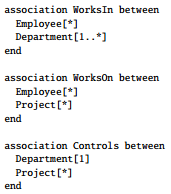 association WorksIn between
Employee[*]
Department[1..*]
end
association WorksOn between
Employee[*]
Project[*]
end
association Controls between
Department[1]
Project[*]
end